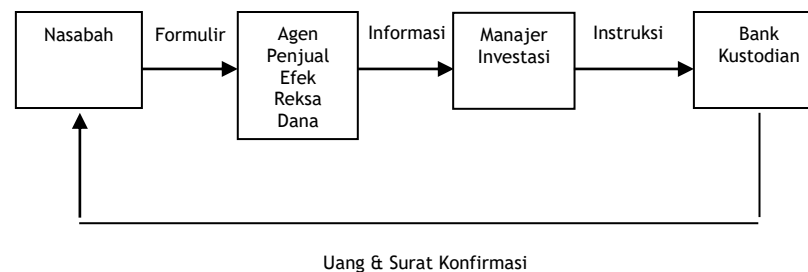 Nasabah
Formulir
Agen
Penjual
Efek
Reksa
Dana
Informasi
Manajer
Investasi
Instruksi
Bank
Kustodian
Uang & Surat Konfirmasi